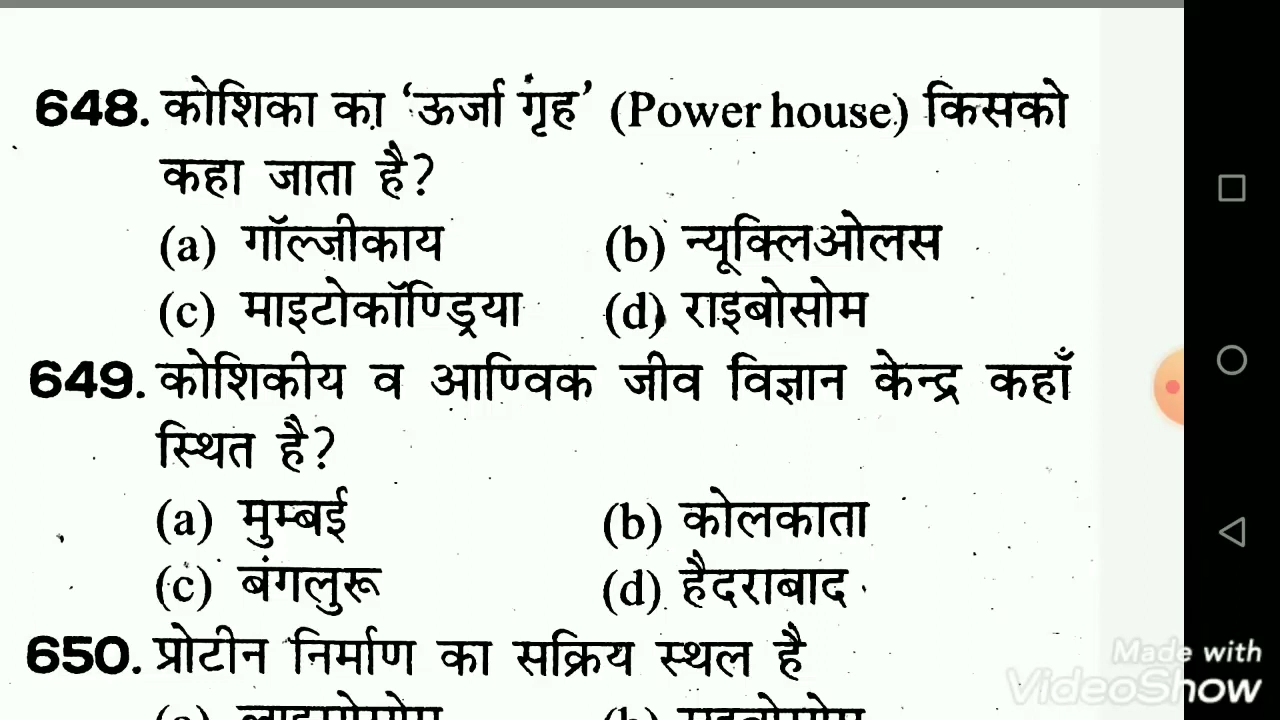 648. कोशिका का 'ऊर्जा गृह' (Power house) किसको
कहा जाता है?
(a) गॉल्जीकाय (b) न्यूक्लिओलस
(c) माइटोकॉण्ड्रिया (d) राइबोसोम
649. कोशिकीय व आण्विक जीव विज्ञान केन्द्र कहाँ
स्थित है?
(a) मुम्बई (b) कोलकाता
(c) बंगलुरू (d) हैदराबाद
650. प्रोटीन निर्माण का सक्रिय स्थल है
(a) (b)
Made with
VideoShow